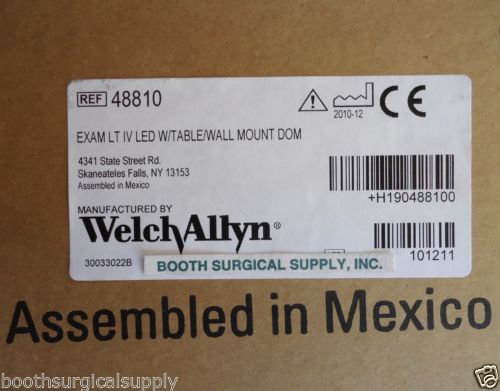 REF 48810
2010-12
CE
EXAM LT IV LED W/TABLE/WALL MOUNT DOM
4341 State Street Rd.
Skaneateles Falls, NY 13153
Assembled in Mexico
+H190488100
MANUFACTURED BY
WelchAllyn®
101211
30033022B
BOOTH SURGICAL SUPPLY, INC.
Assembled in Mexico
boothsurgicalsupply